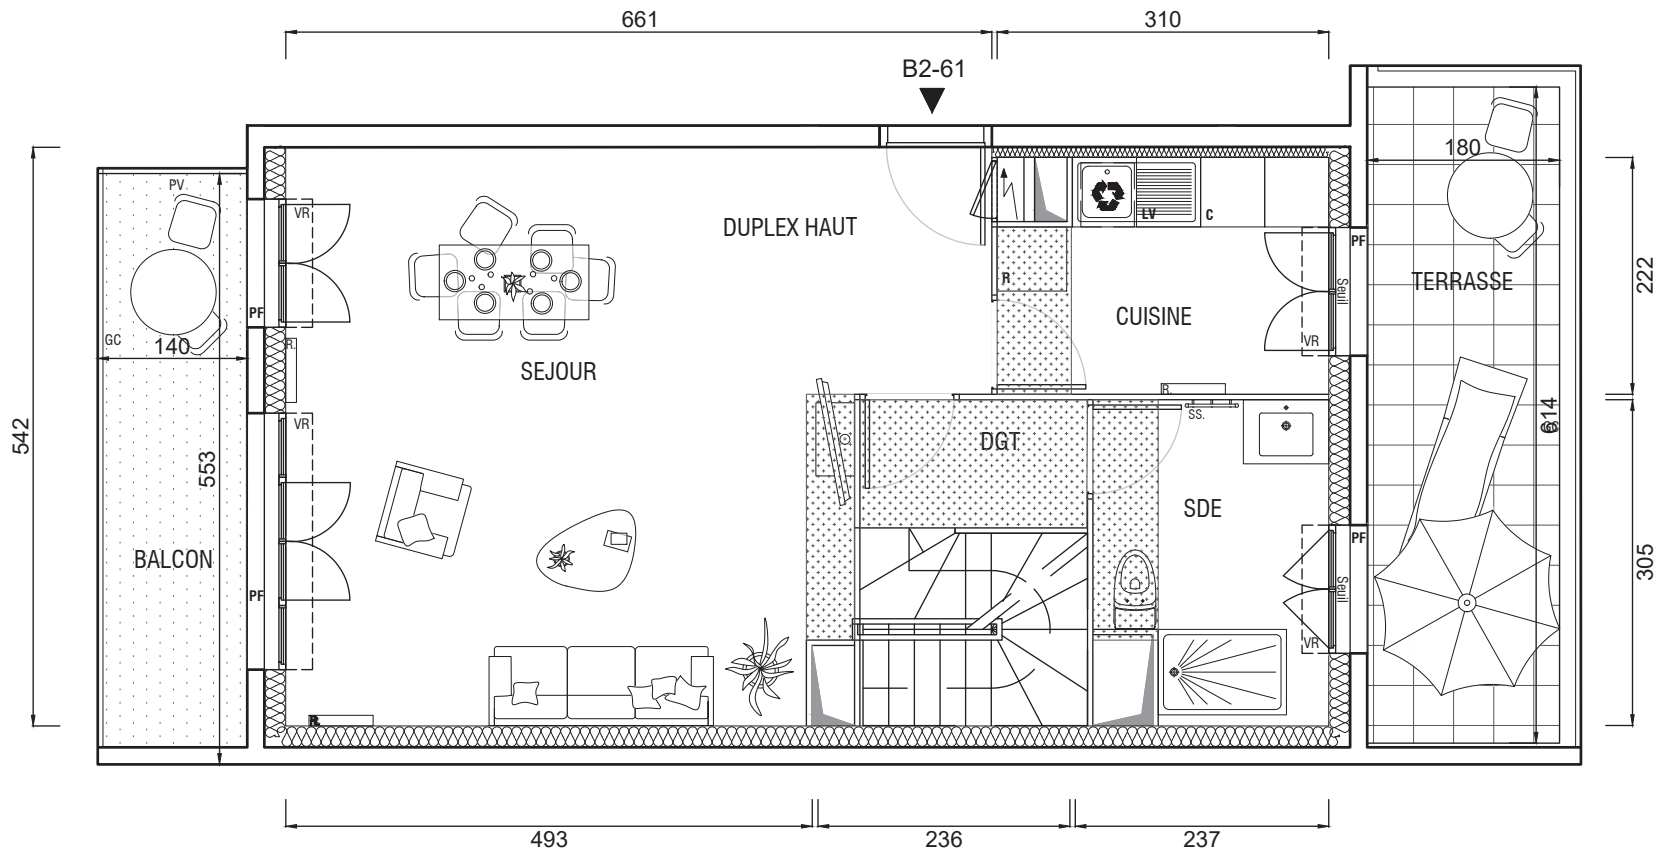 661
310
B2-61
PV
VR
DUPLEX HAUT
LV
C
180
PF
TERRASSE
222
R
Seuil
CUISINE
PF
GC
140
R.
VR
SEJOUR
R.
SS.
VR
542
553
DGT
614
SDE
PF
BALCON
305
PF
Seuil
VR
R.
493
236
237